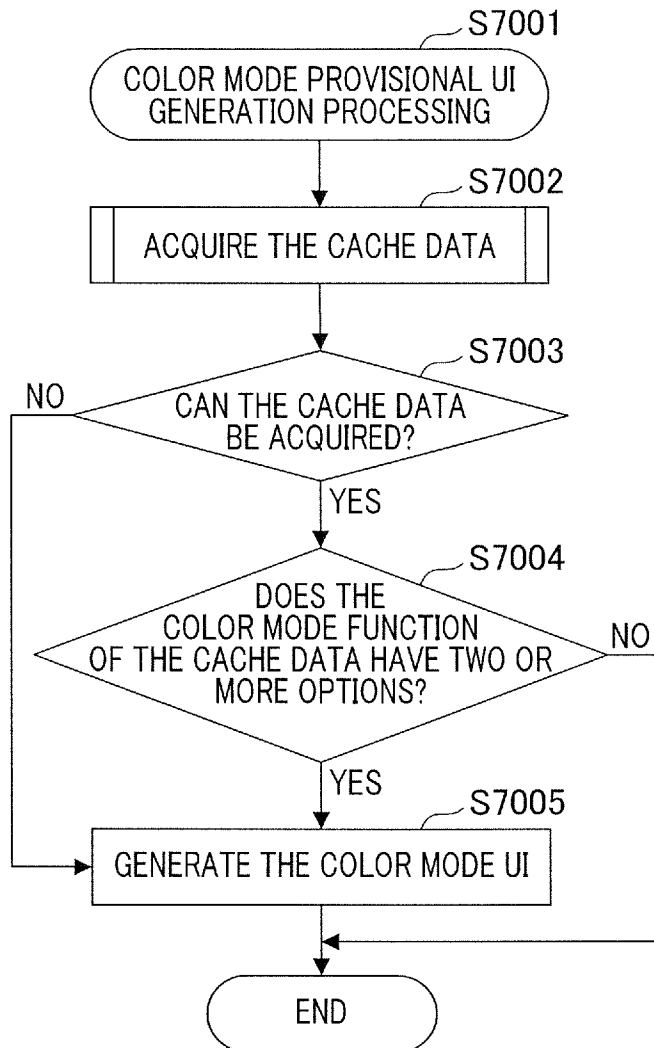 S7001
COLOR MODE PROVISIONAL UI
GENERATION PROCESSING
S7002
ACQUIRE THE CACHE DATA
S7003
NO
CAN THE CACHE DATA
BE ACQUIRED?
YES
S7004
DOES THE
COLOR MODE FUNCTION
NO
OF THE CACHE DATA HAVE TWO OR
MORE OPTIONS?
YES
S7005
GENERATE THE COLOR MODE UI
END